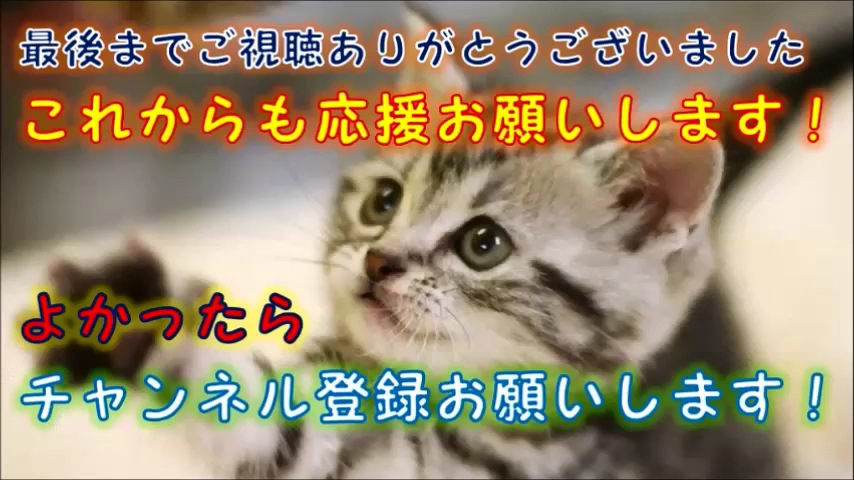 最後までご視聴ありがとうございました
これからも応援お願いします！
よかったら
チャンネル登録お願いします！